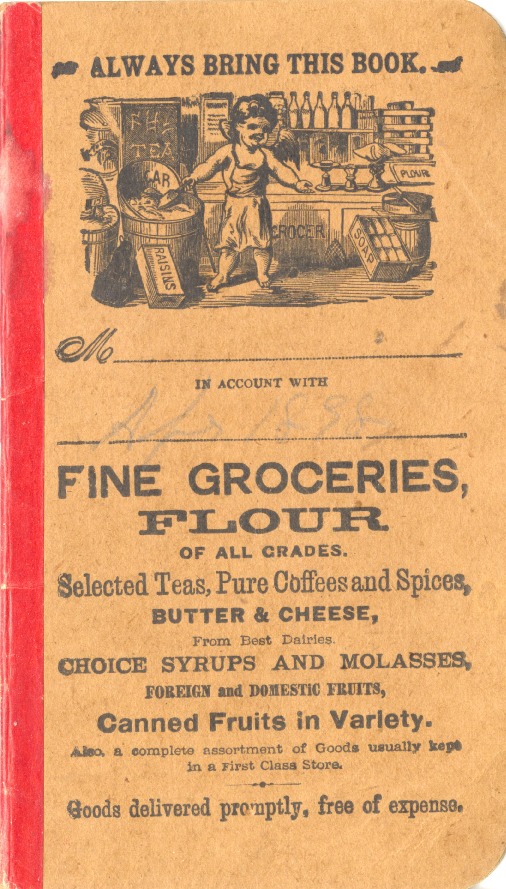 ALWAYS BRING THIS BOOK.
TEA
GAR
FLOUR
GROCER
SOAP
RAISINS
M
IN ACCOUNT WITH
Apr 1898
FINE GROCERIES,
FLOUR
OF ALL GRADES.
Selected Teas, Pure Coffees and Spices,
BUTTER & CHEESE,
From Best Dairies.
CHOICE SYRUPS AND MOLASSES,
FOREIGN and DOMESTIC FRUITS,
Canned Fruits in Variety.
Also, a complete assortment of Goods usually kept
in a First Class Store.
Goods delivered promptly, free of expense.